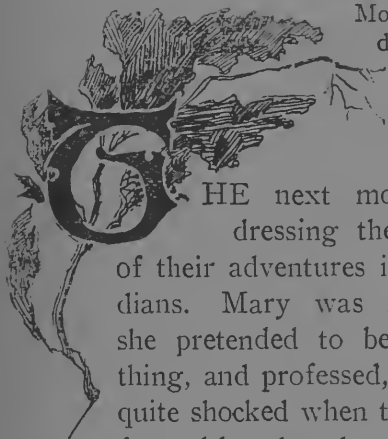 Mo
d
THE next mo
dressing the
of their adventures i
dians. Mary was
she pretended to be
thing, and professed,
quite shocked when t